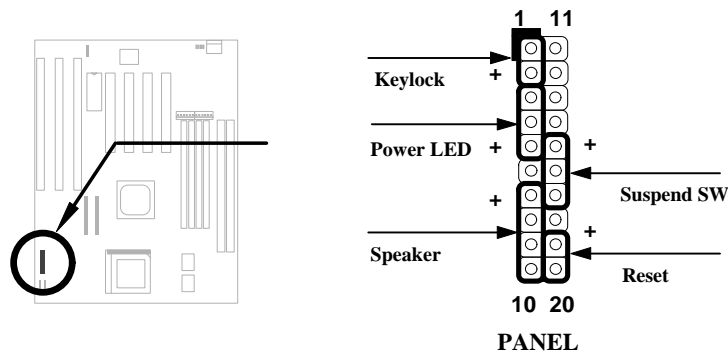 1 11
Keylock
+
Power LED
+
+
Suspend SW
+
Speaker
+
Reset
10 20
PANEL